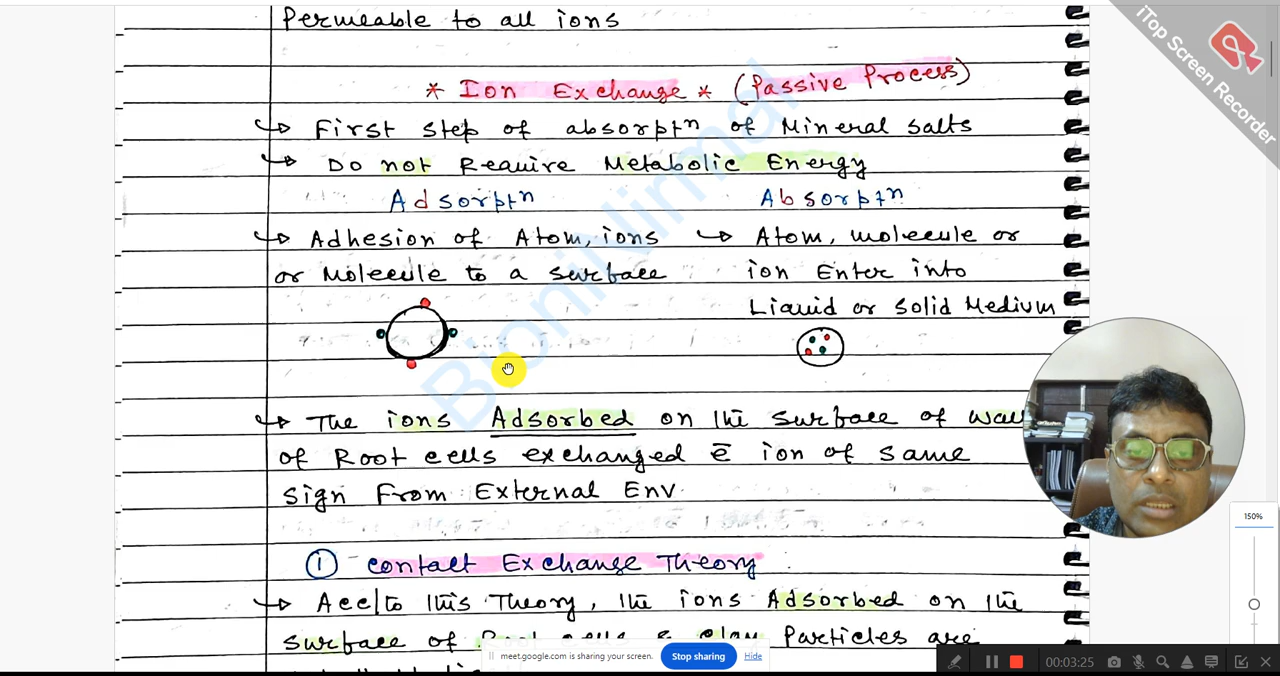 Permeable to all ions
* Ion Exchange * (Passive Process)
↳ First step of absorptⁿ of Mineral Salts
↳ Do not Require Metabolic Energy
Adsorptⁿ Absorptⁿ
↳ Adhesion of Atom, ions ↳ Atom, molecule or
or Molecule to a surface ion Enter into
Liquid or Solid Medium
↳ The ions Adsorbed on the surface of wall
of Root cells exchanged ē ion of same
sign From External Env.
① Contact Exchange Theory
↳ Acc/to this Theory, the ions Adsorbed on the
surface of Root cells & clay Particles are
BioniNirmal
iTop Screen Recorder
150%
meet.google.com is sharing your screen. Stop sharing Hide
00:03:25